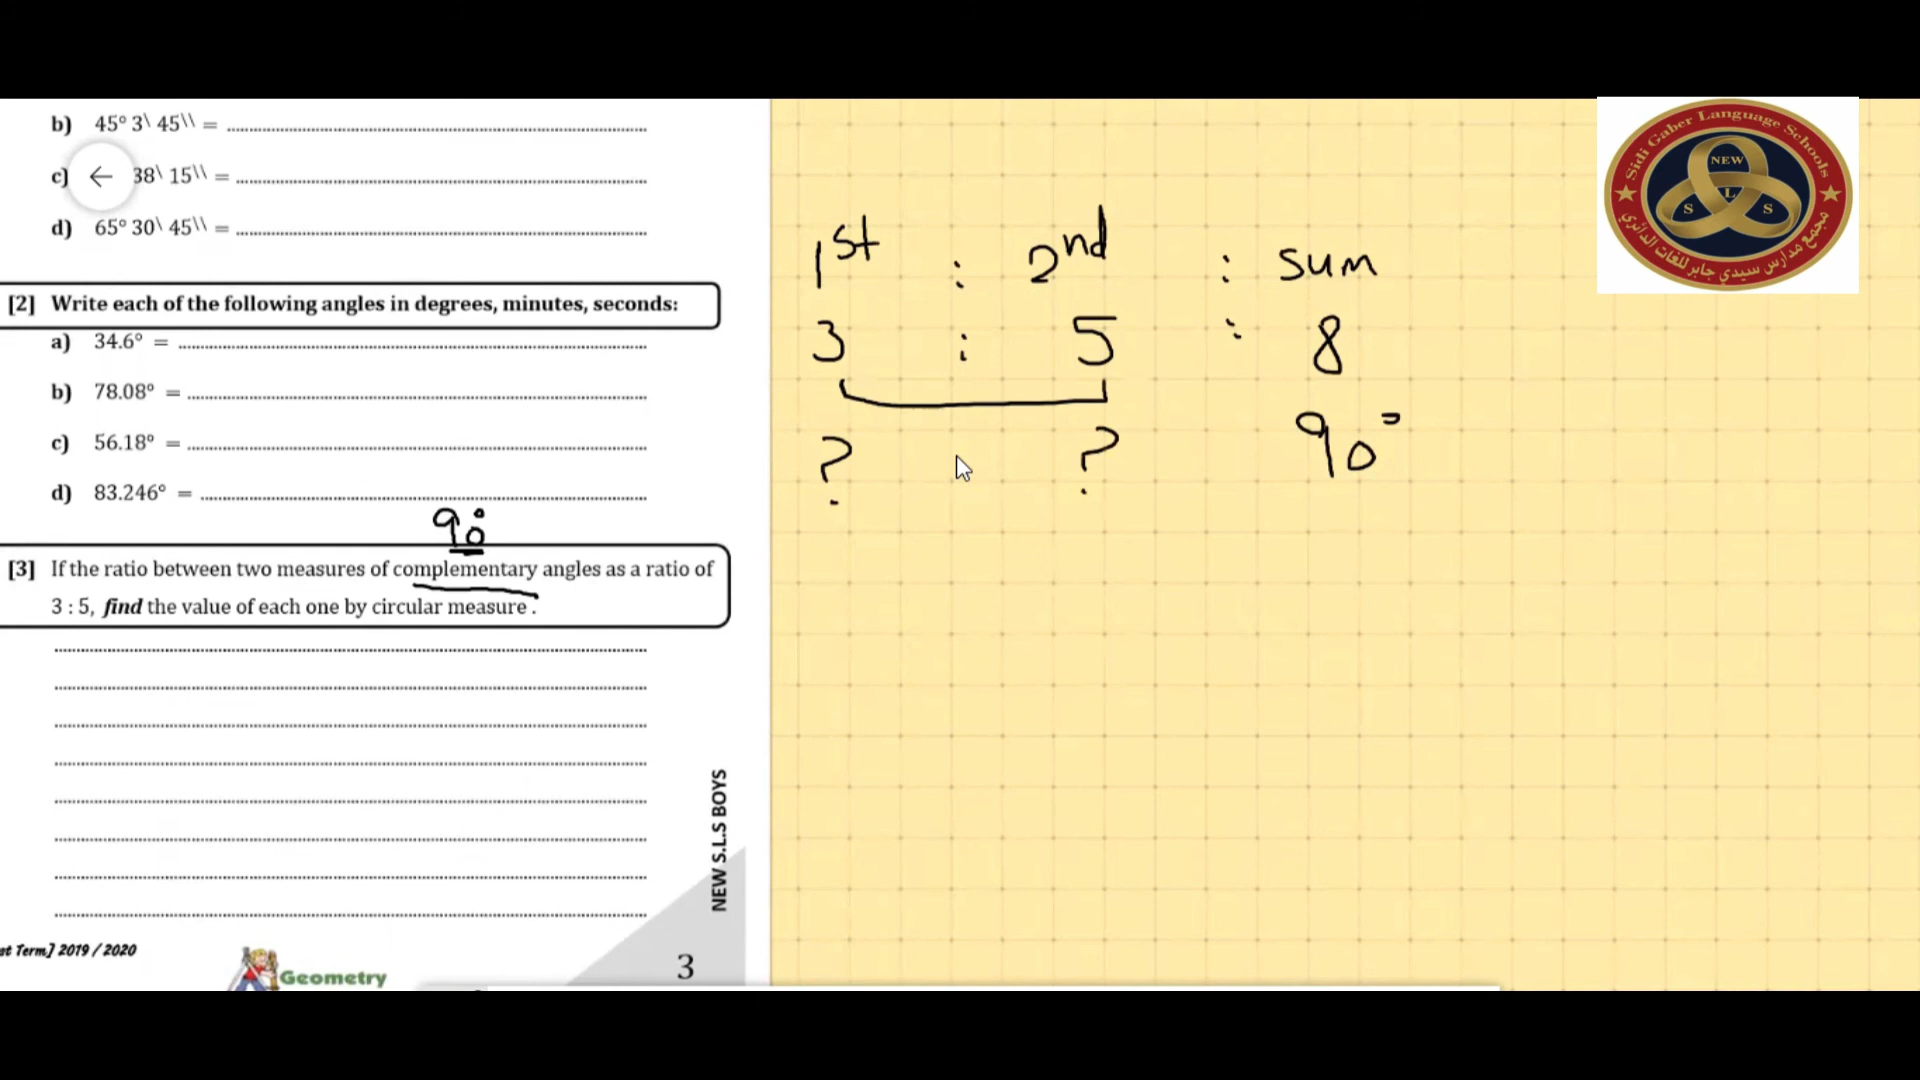 b) 45° 3\ 45\\ = ........................
c) 38\ 15\\ = ........................
d) 65° 30\ 45\\ = ........................
[2] Write each of the following angles in degrees, minutes, seconds:
a) 34.6° = ........................
b) 78.08° = ........................
c) 56.18° = ........................
d) 83.246° = ........................
90°
[3] If the ratio between two measures of complementary angles as a ratio of
3 : 5, find the value of each one by circular measure .
NEW S.L.S BOYS
st Term] 2019 / 2020
Geometry
3
1st : 2nd : sum
3 : 5 : 8
? ? 90°
Sidi Gaber Language Schools
NEW
L
S S
مجمع مدارس سيدي جابر للغات الدائري